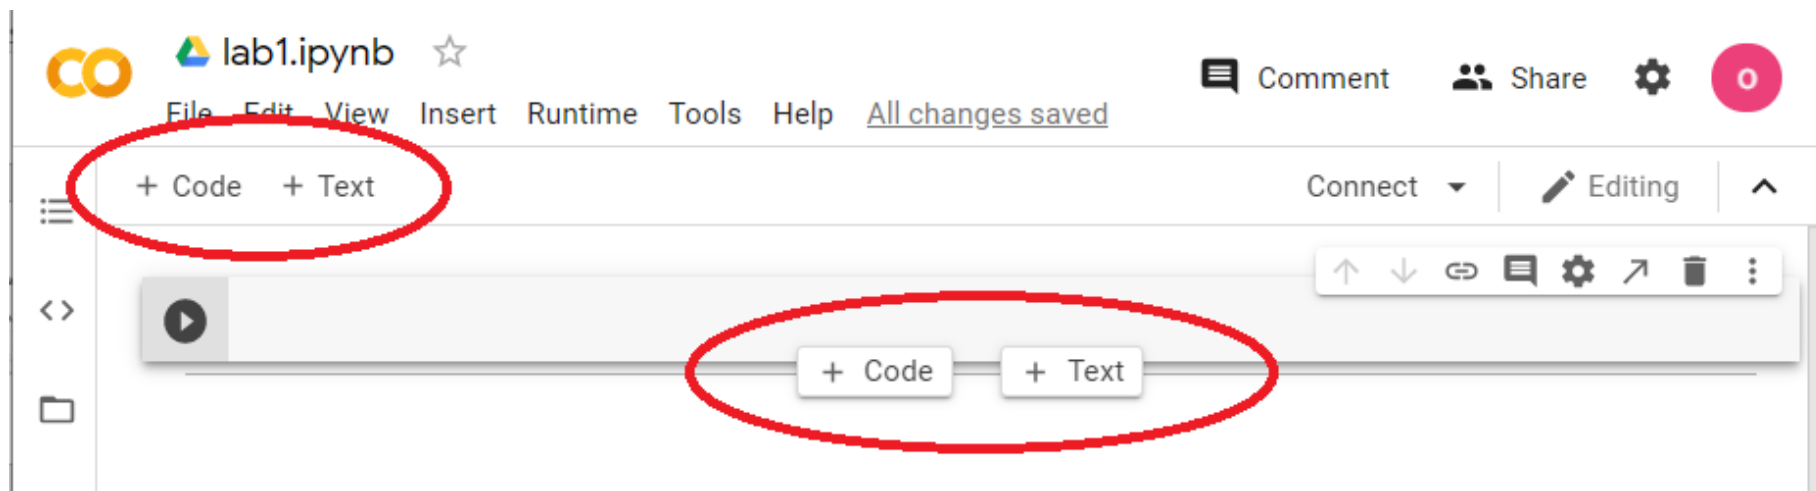 lab1.ipynb
Comment Share O
File Edit View Insert Runtime Tools Help All changes saved
+ Code + Text Connect Editing
+ Code + Text